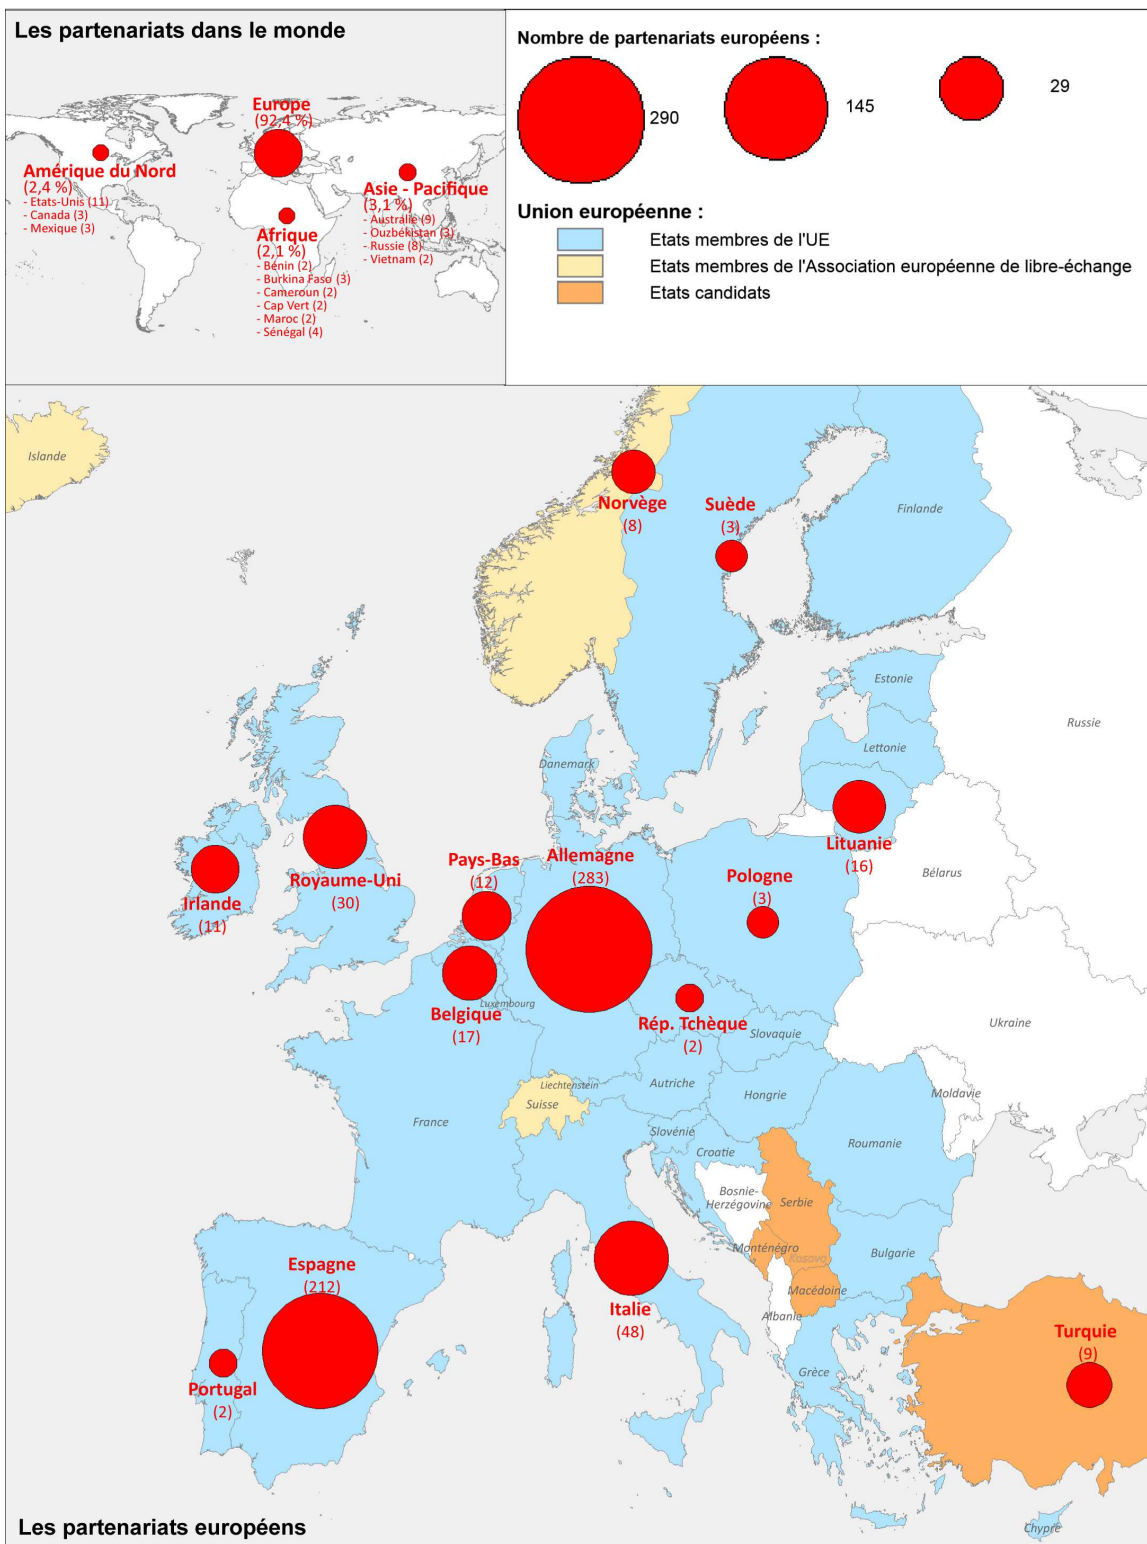 Les partenariats dans le monde
Europe
(92,4 %)
Amérique du Nord
(2,4 %)
- Etats-Unis (11)
- Canada (3)
- Mexique (3)
Asie - Pacifique
(3,1 %)
- Australie (9)
- Ouzbékistan (3)
- Russie (8)
- Vietnam (2)
Afrique
(2,1 %)
- Bénin (2)
- Burkina Faso (3)
- Cameroun (2)
- Cap Vert (2)
- Maroc (2)
- Sénégal (4)
Nombre de partenariats européens :
290
145
29
Union européenne :
Etats membres de l'UE
Etats membres de l'Association européenne de libre-échange
Etats candidats
Islande
Norvège
(8)
Suède
(3)
Finlande
Estonie
Russie
Lettonie
Danemark
Lituanie
(16)
Royaume-Uni
(30)
Irlande
(11)
Pays-Bas
(12)
Allemagne
(283)
Pologne
(3)
Bélarus
Belgique
(17)
Luxembourg
Rép. Tchèque
(2)
Slovaquie
Ukraine
Liechtenstein
Suisse
Autriche
Hongrie
Moldavie
France
Slovénie
Croatie
Roumanie
Bosnie-
Herzégovine
Serbie
Monténégro
Kosovo
Bulgarie
Macédoine
Albanie
Espagne
(212)
Italie
(48)
Turquie
(9)
Portugal
(2)
Grèce
Chypre
Les partenariats européens